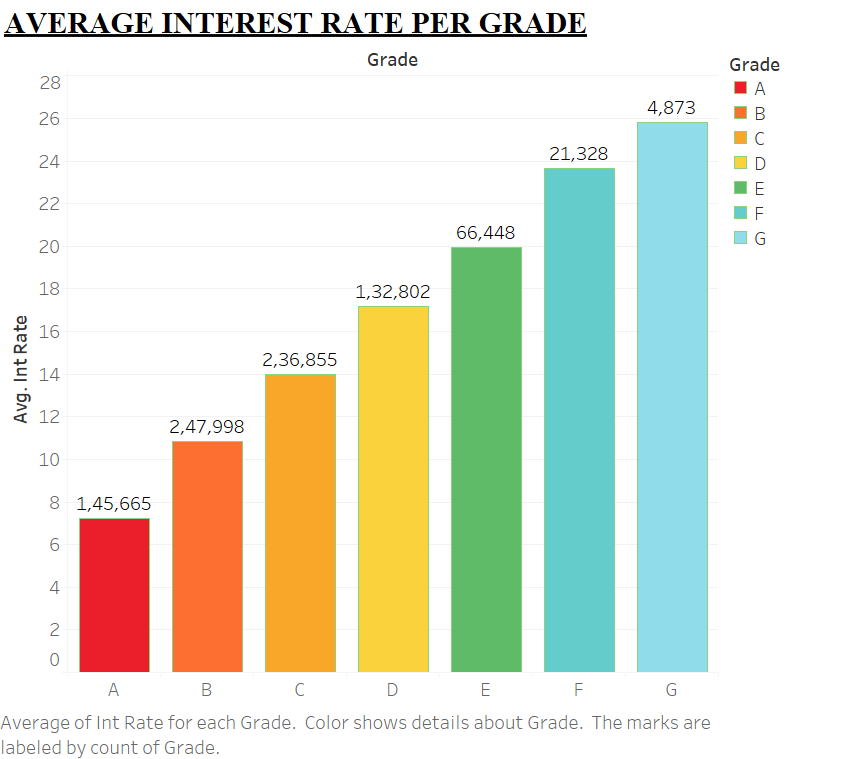 AVERAGE INTEREST RATE PER GRADE
Grade
Grade
A
B
C
D
E
F
G
Avg. Int Rate
28
26
24
22
20
18
16
14
12
10
8
6
4
2
0
1,45,665
2,47,998
2,36,855
1,32,802
66,448
21,328
4,873
A B C D E F G
Average of Int Rate for each Grade. Color shows details about Grade. The marks are
labeled by count of Grade.